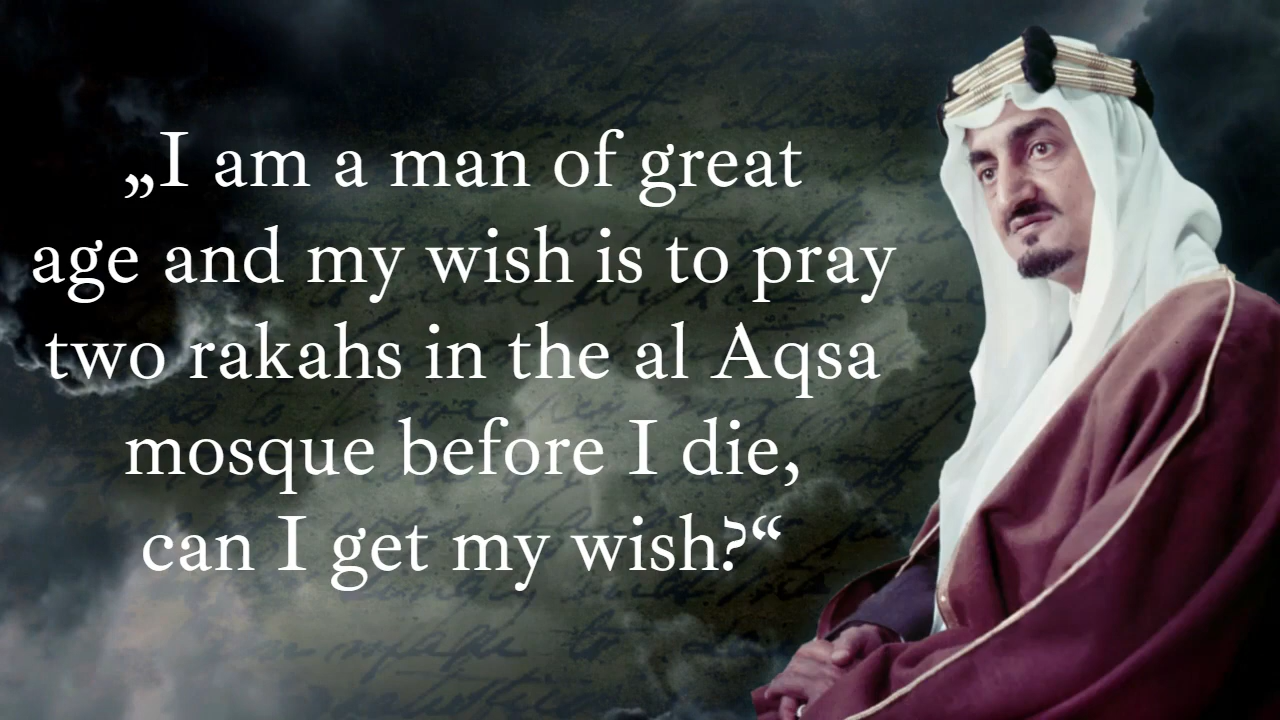 „I am a man of great
age and my wish is to pray
two rakahs in the al Aqsa
mosque before I die,
can I get my wish?“